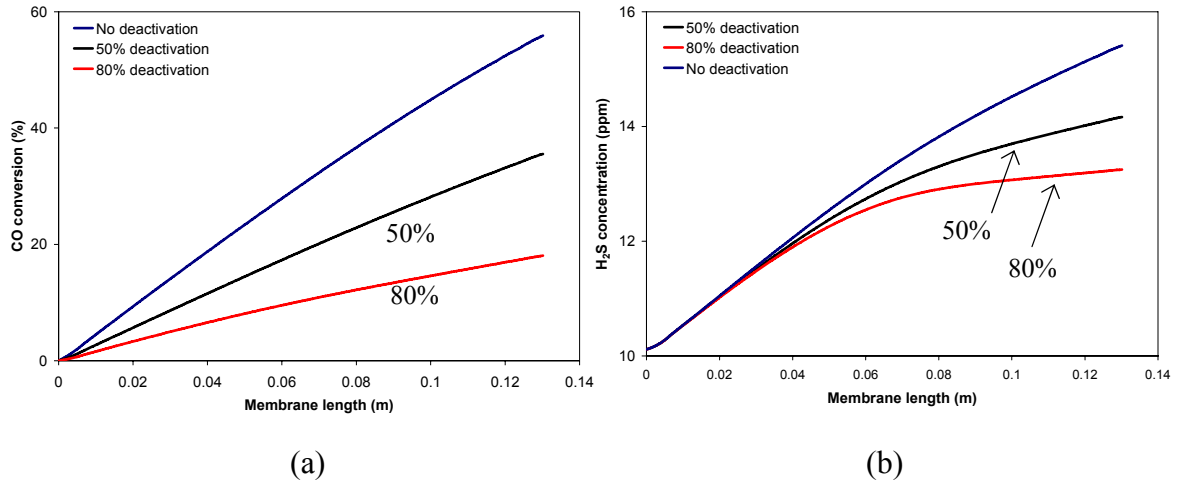 60
40
20
0
CO conversion (%)
No deactivation
50% deactivation
80% deactivation
50%
80%
0 0.02 0.04 0.06 0.08 0.1 0.12 0.14
Membrane length (m)
(a)
16
14
12
10
H₂S concentration (ppm)
50% deactivation
80% deactivation
No deactivation
50%
80%
0 0.02 0.04 0.06 0.08 0.1 0.12 0.14
Membrane length (m)
(b)